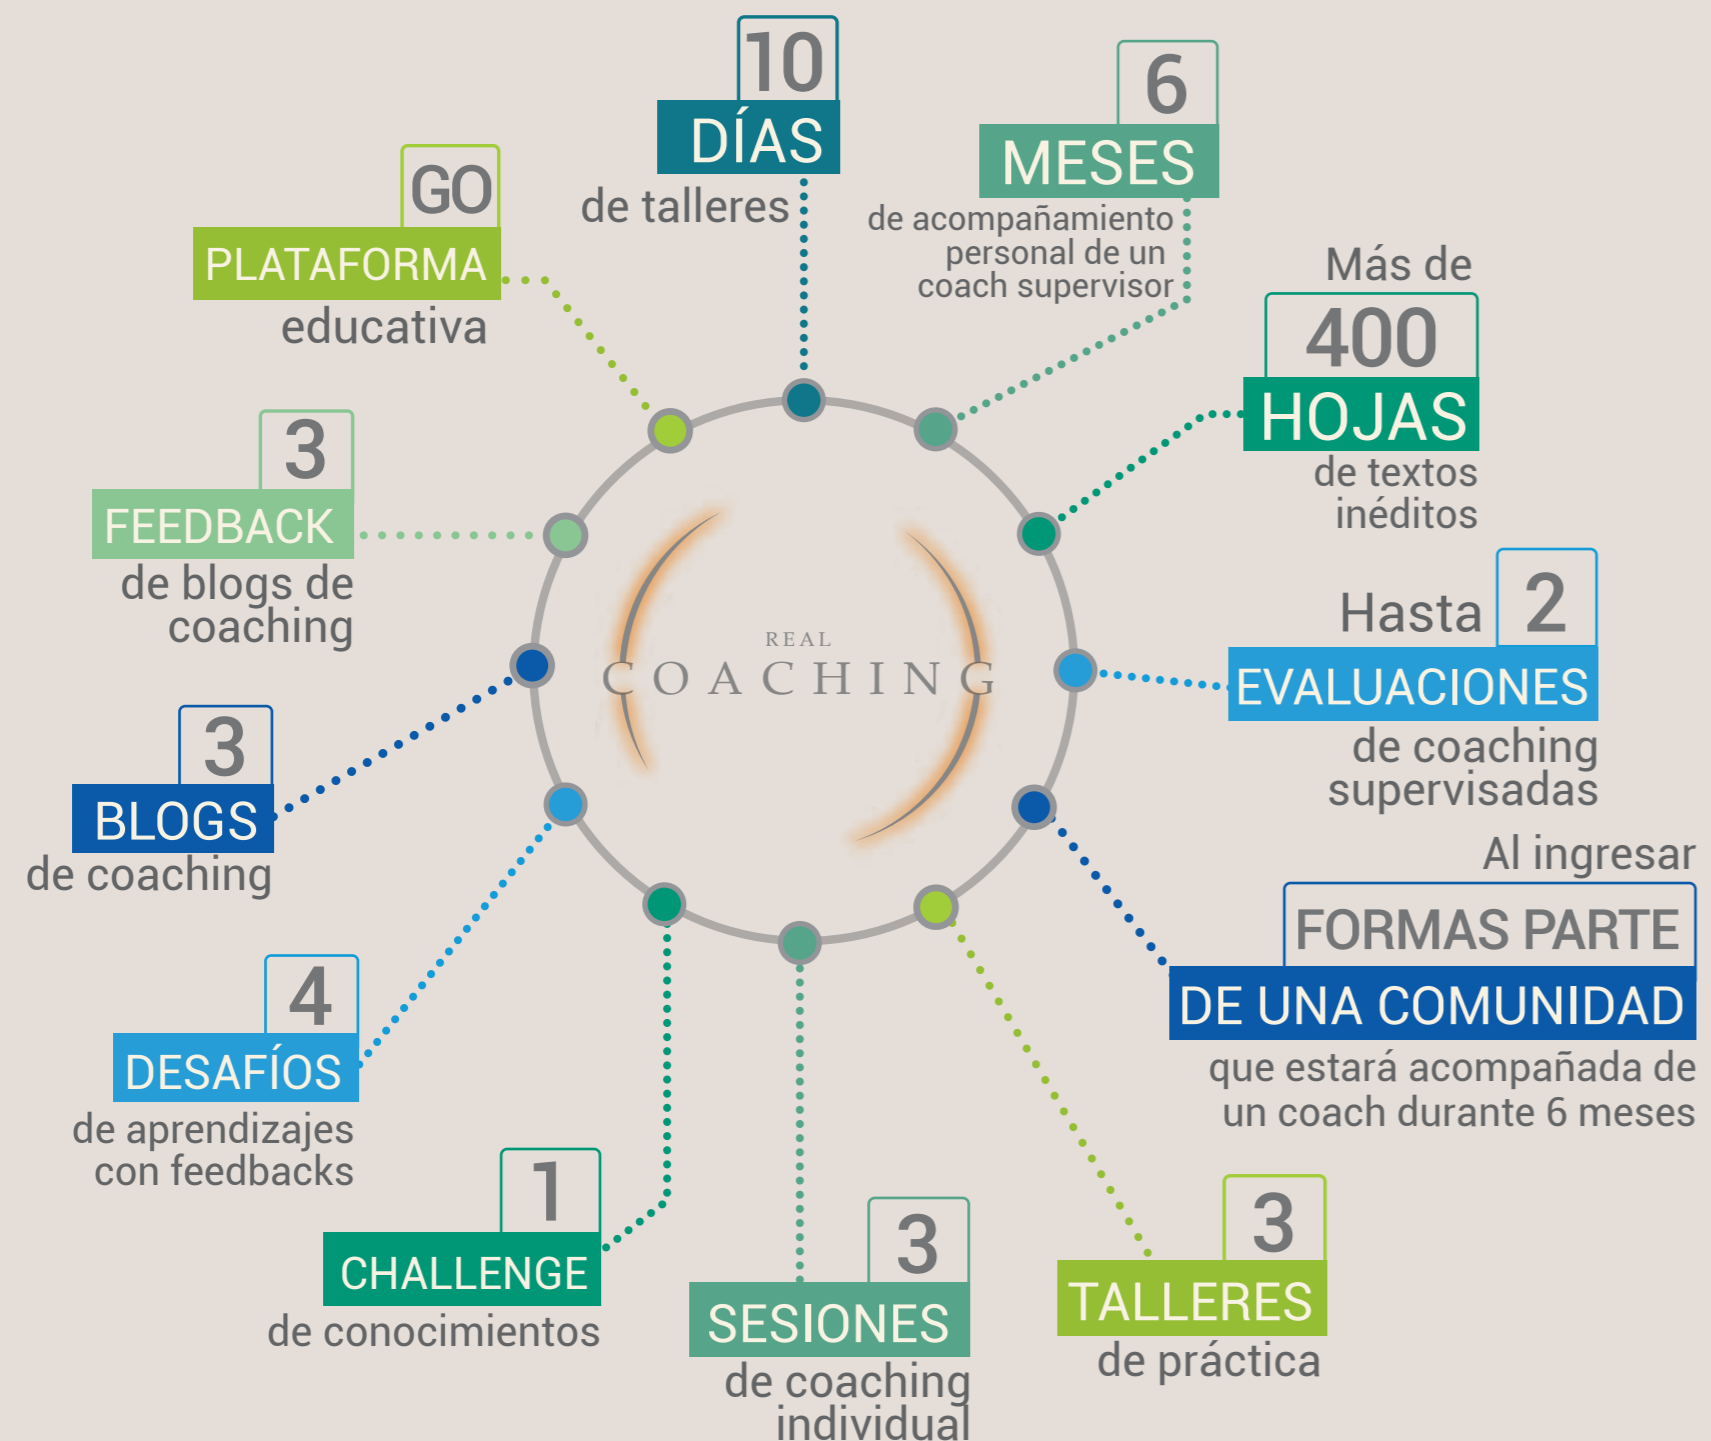 10
DÍAS
de talleres
6
MESES
de acompañamiento
personal de un
coach supervisor
Más de
400
HOJAS
de textos
inéditos
Hasta 2
EVALUACIONES
de coaching
supervisadas
Al ingresar
FORMAS PARTE
DE UNA COMUNIDAD
que estará acompañada de
un coach durante 6 meses
3
TALLERES
de práctica
3
SESIONES
de coaching
individual
1
CHALLENGE
de conocimientos
4
DESAFÍOS
de aprendizajes
con feedbacks
3
BLOGS
de coaching
3
FEEDBACK
de blogs de
coaching
GO
PLATAFORMA
educativa
REAL
COACHING